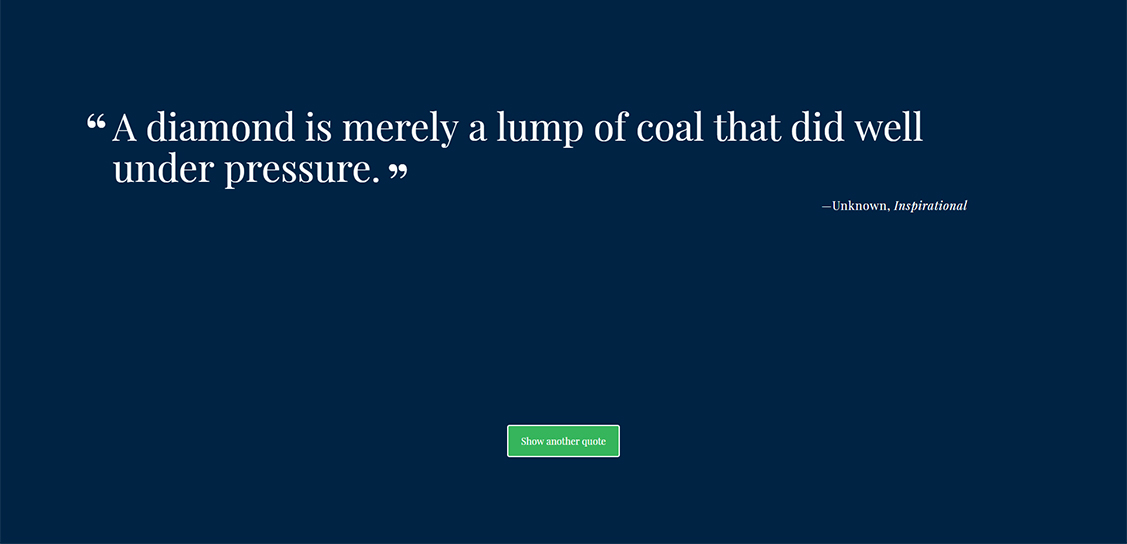 “ A diamond is merely a lump of coal that did well
under pressure. ”
—Unknown, Inspirational
Show another quote